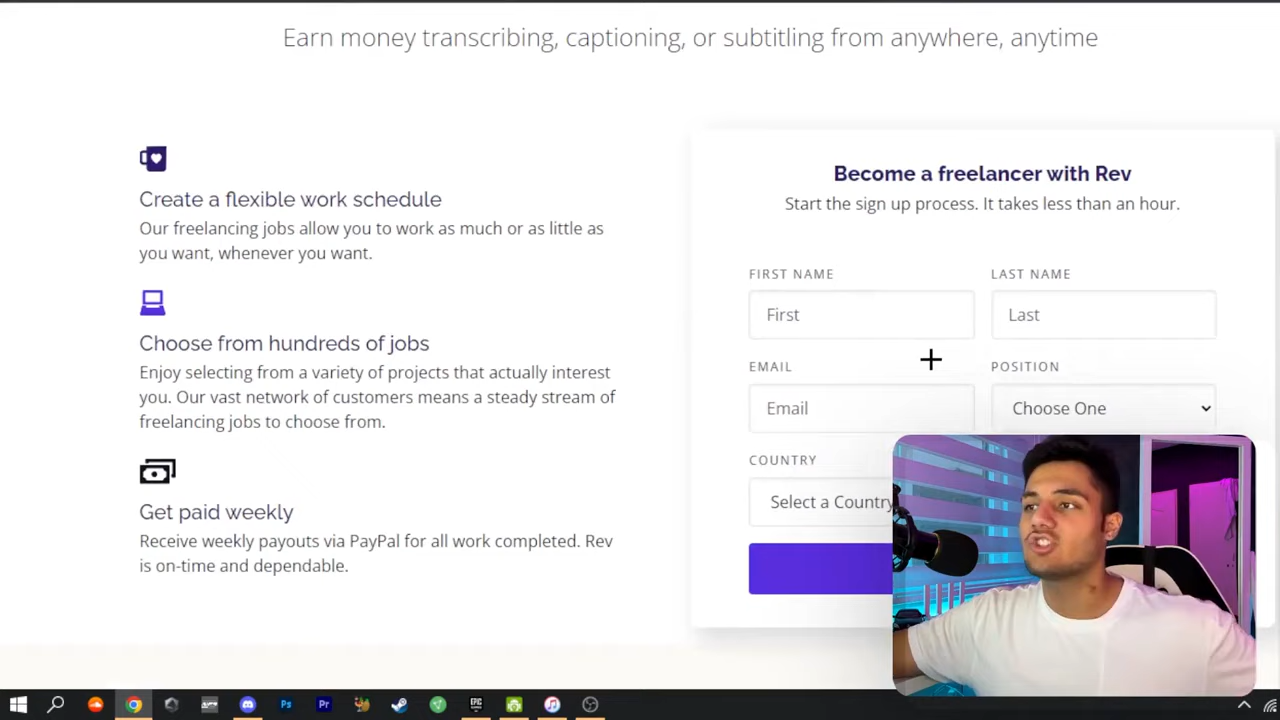 Earn money transcribing, captioning, or subtitling from anywhere, anytime
Create a flexible work schedule
Our freelancing jobs allow you to work as much or as little as
you want, whenever you want.
Choose from hundreds of jobs
Enjoy selecting from a variety of projects that actually interest
you. Our vast network of customers means a steady stream of
freelancing jobs to choose from.
Get paid weekly
Receive weekly payouts via PayPal for all work completed. Rev
is on-time and dependable.
Become a freelancer with Rev
Start the sign up process. It takes less than an hour.
FIRST NAME LAST NAME
First Last
EMAIL POSITION
Email Choose One
COUNTRY
Select a Country
Ps Pr EPIC